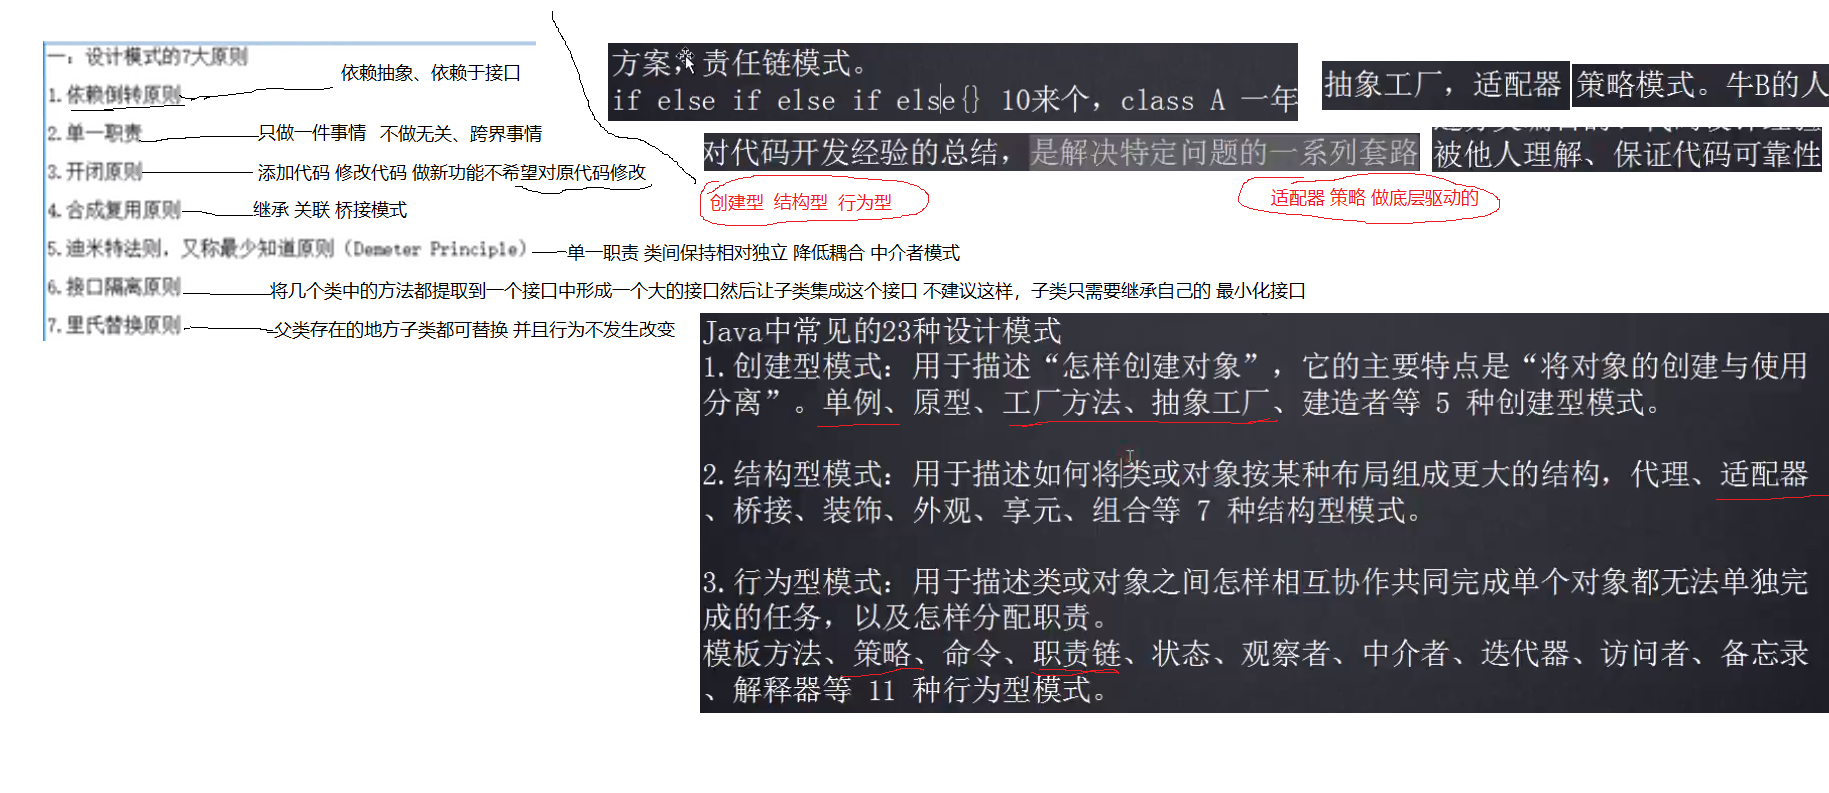 一：设计模式的7大原则
1.依赖倒转原则
依赖抽象、依赖于接口
2.单一职责
只做一件事情 不做无关、跨界事情
3.开闭原则
添加代码 修改代码 做新功能不希望对原代码修改
4.合成复用原则
继承 关联 桥接模式
5.迪米特法则，又称最少知道原则（Demeter Principle）
单一职责 类间保持相对独立 降低耦合 中介者模式
6.接口隔离原则
将几个类中的方法都提取到一个接口中形成一个大的接口然后让子类集成这个接口 不建议这样，子类只需要继承自己的 最小化接口
7.里氏替换原则
父类存在的地方子类都可替换 并且行为不发生改变
方案，责任链模式。
if else if else if else{} 10来个，class A 一年
抽象工厂，适配器
策略模式。牛B的人
对代码开发经验的总结，是解决特定问题的一系列套路
被他人理解、保证代码可靠性
创建型 结构型 行为型
适配器 策略 做底层驱动的
Java中常见的23种设计模式
1.创建型模式：用于描述“怎样创建对象”，它的主要特点是“将对象的创建与使用
分离”。单例、原型、工厂方法、抽象工厂、建造者等 5 种创建型模式。
2.结构型模式：用于描述如何将类或对象按某种布局组成更大的结构，代理、适配器
、桥接、装饰、外观、享元、组合等 7 种结构型模式。
3.行为型模式：用于描述类或对象之间怎样相互协作共同完成单个对象都无法单独完
成的任务，以及怎样分配职责。
模板方法、策略、命令、职责链、状态、观察者、中介者、迭代器、访问者、备忘录
、解释器等 11 种行为型模式。